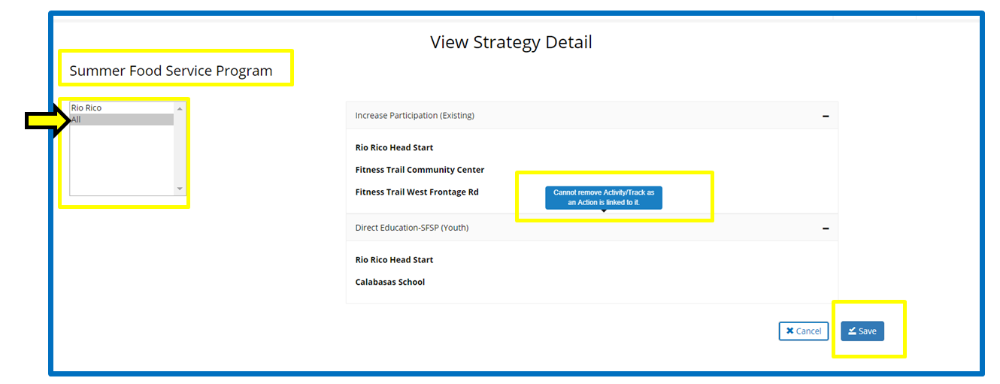 View Strategy Detail
Summer Food Service Program
Rio Rico
All
Increase Participation (Existing)
Rio Rico Head Start
Fitness Trail Community Center
Fitness Trail West Frontage Rd
Cannot remove Activity/Track as
an Action is linked to it.
Direct Education-SFSP (Youth)
Rio Rico Head Start
Calabasas School
Cancel
Save